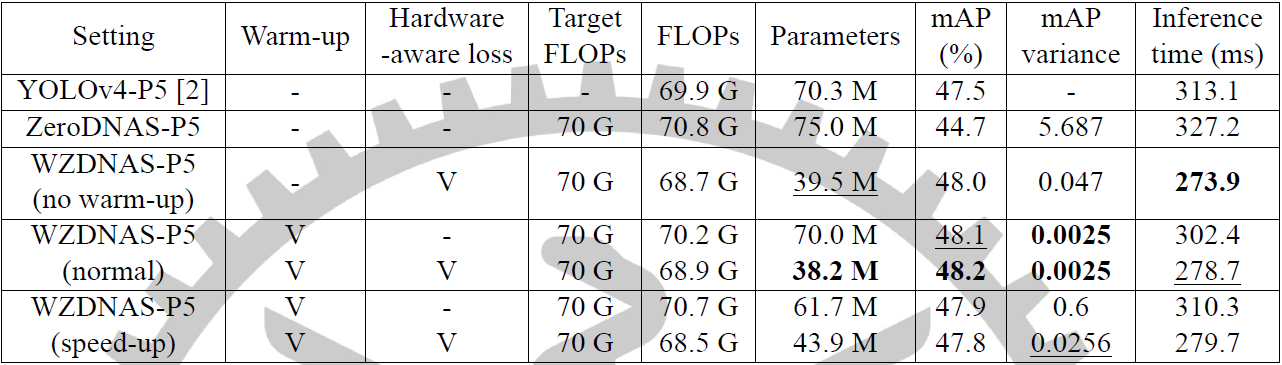 Setting Warm-up Hardware -aware loss Target FLOPs FLOPs Parameters mAP (%) mAP variance Inference time (ms)
YOLOv4-P5 [2] - - - 69.9 G 70.3 M 47.5 - 313.1
ZeroDNAS-P5 - - 70 G 70.8 G 75.0 M 44.7 5.687 327.2
WZDNAS-P5 (no warm-up) - V 70 G 68.7 G 39.5 M 48.0 0.047 273.9
WZDNAS-P5 V - 70 G 70.2 G 70.0 M 48.1 0.0025 302.4
(normal) V V 70 G 68.9 G 38.2 M 48.2 0.0025 278.7
WZDNAS-P5 V - 70 G 70.7 G 61.7 M 47.9 0.6 310.3
(speed-up) V V 70 G 68.5 G 43.9 M 47.8 0.0256 279.7